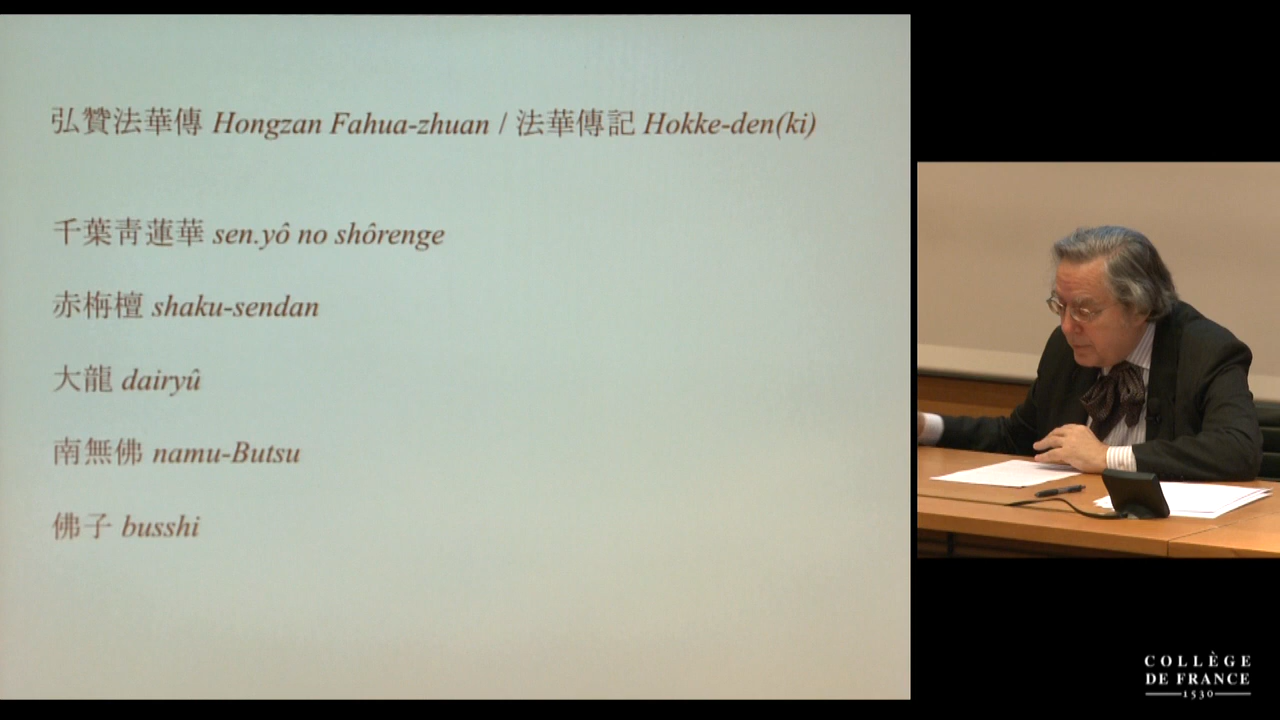 弘贊法華傳 Hongzan Fahua-zhuan / 法華傳記 Hokke-den(ki)
千葉靑蓮華 sen.yô no shôrenge
赤栴檀 shaku-sendan
大龍 dairyû
南無佛 namu-Butsu
佛子 busshi
COLLÈGE
DE FRANCE
1530